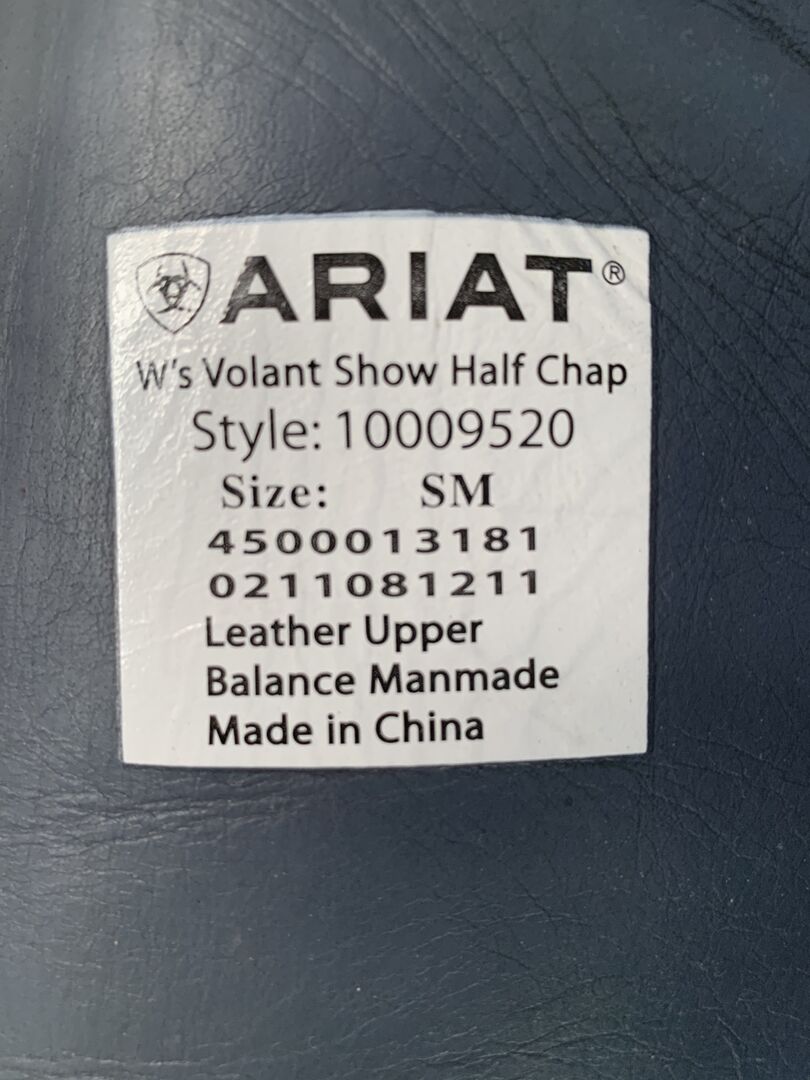 ARIAT®
W's Volant Show Half Chap
Style: 10009520
Size: SM
4500013181
0211081211
Leather Upper
Balance Manmade
Made in China